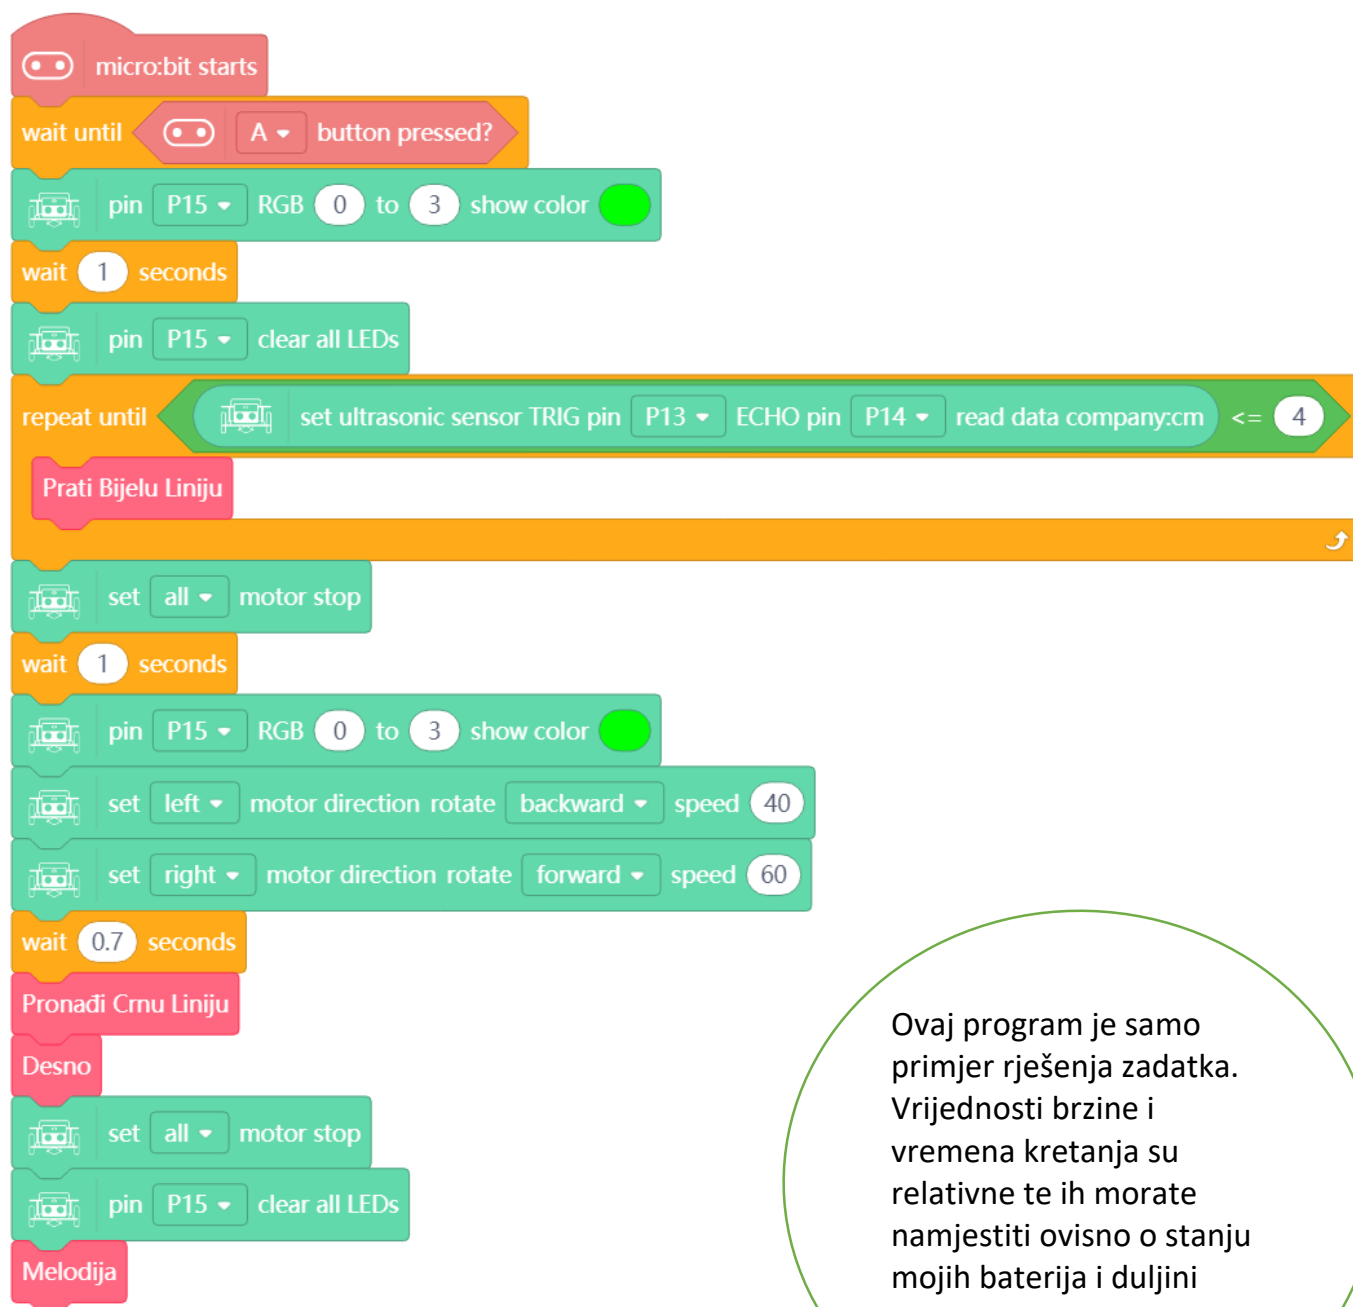 micro:bit starts
wait until A button pressed?
pin P15 RGB 0 to 3 show color
wait 1 seconds
pin P15 clear all LEDs
repeat until set ultrasonic sensor TRIG pin P13 ECHO pin P14 read data company:cm <= 4
Prati Bijelu Liniju
set all motor stop
wait 1 seconds
pin P15 RGB 0 to 3 show color
set left motor direction rotate backward speed 40
set right motor direction rotate forward speed 60
wait 0.7 seconds
Pronađi Crnu Liniju
Desno
set all motor stop
pin P15 clear all LEDs
Melodija
Ovaj program je samo
primjer rješenja zadatka.
Vrijednosti brzine i
vremena kretanja su
relativne te ih morate
namjestiti ovisno o stanju
mojih baterija i duljini